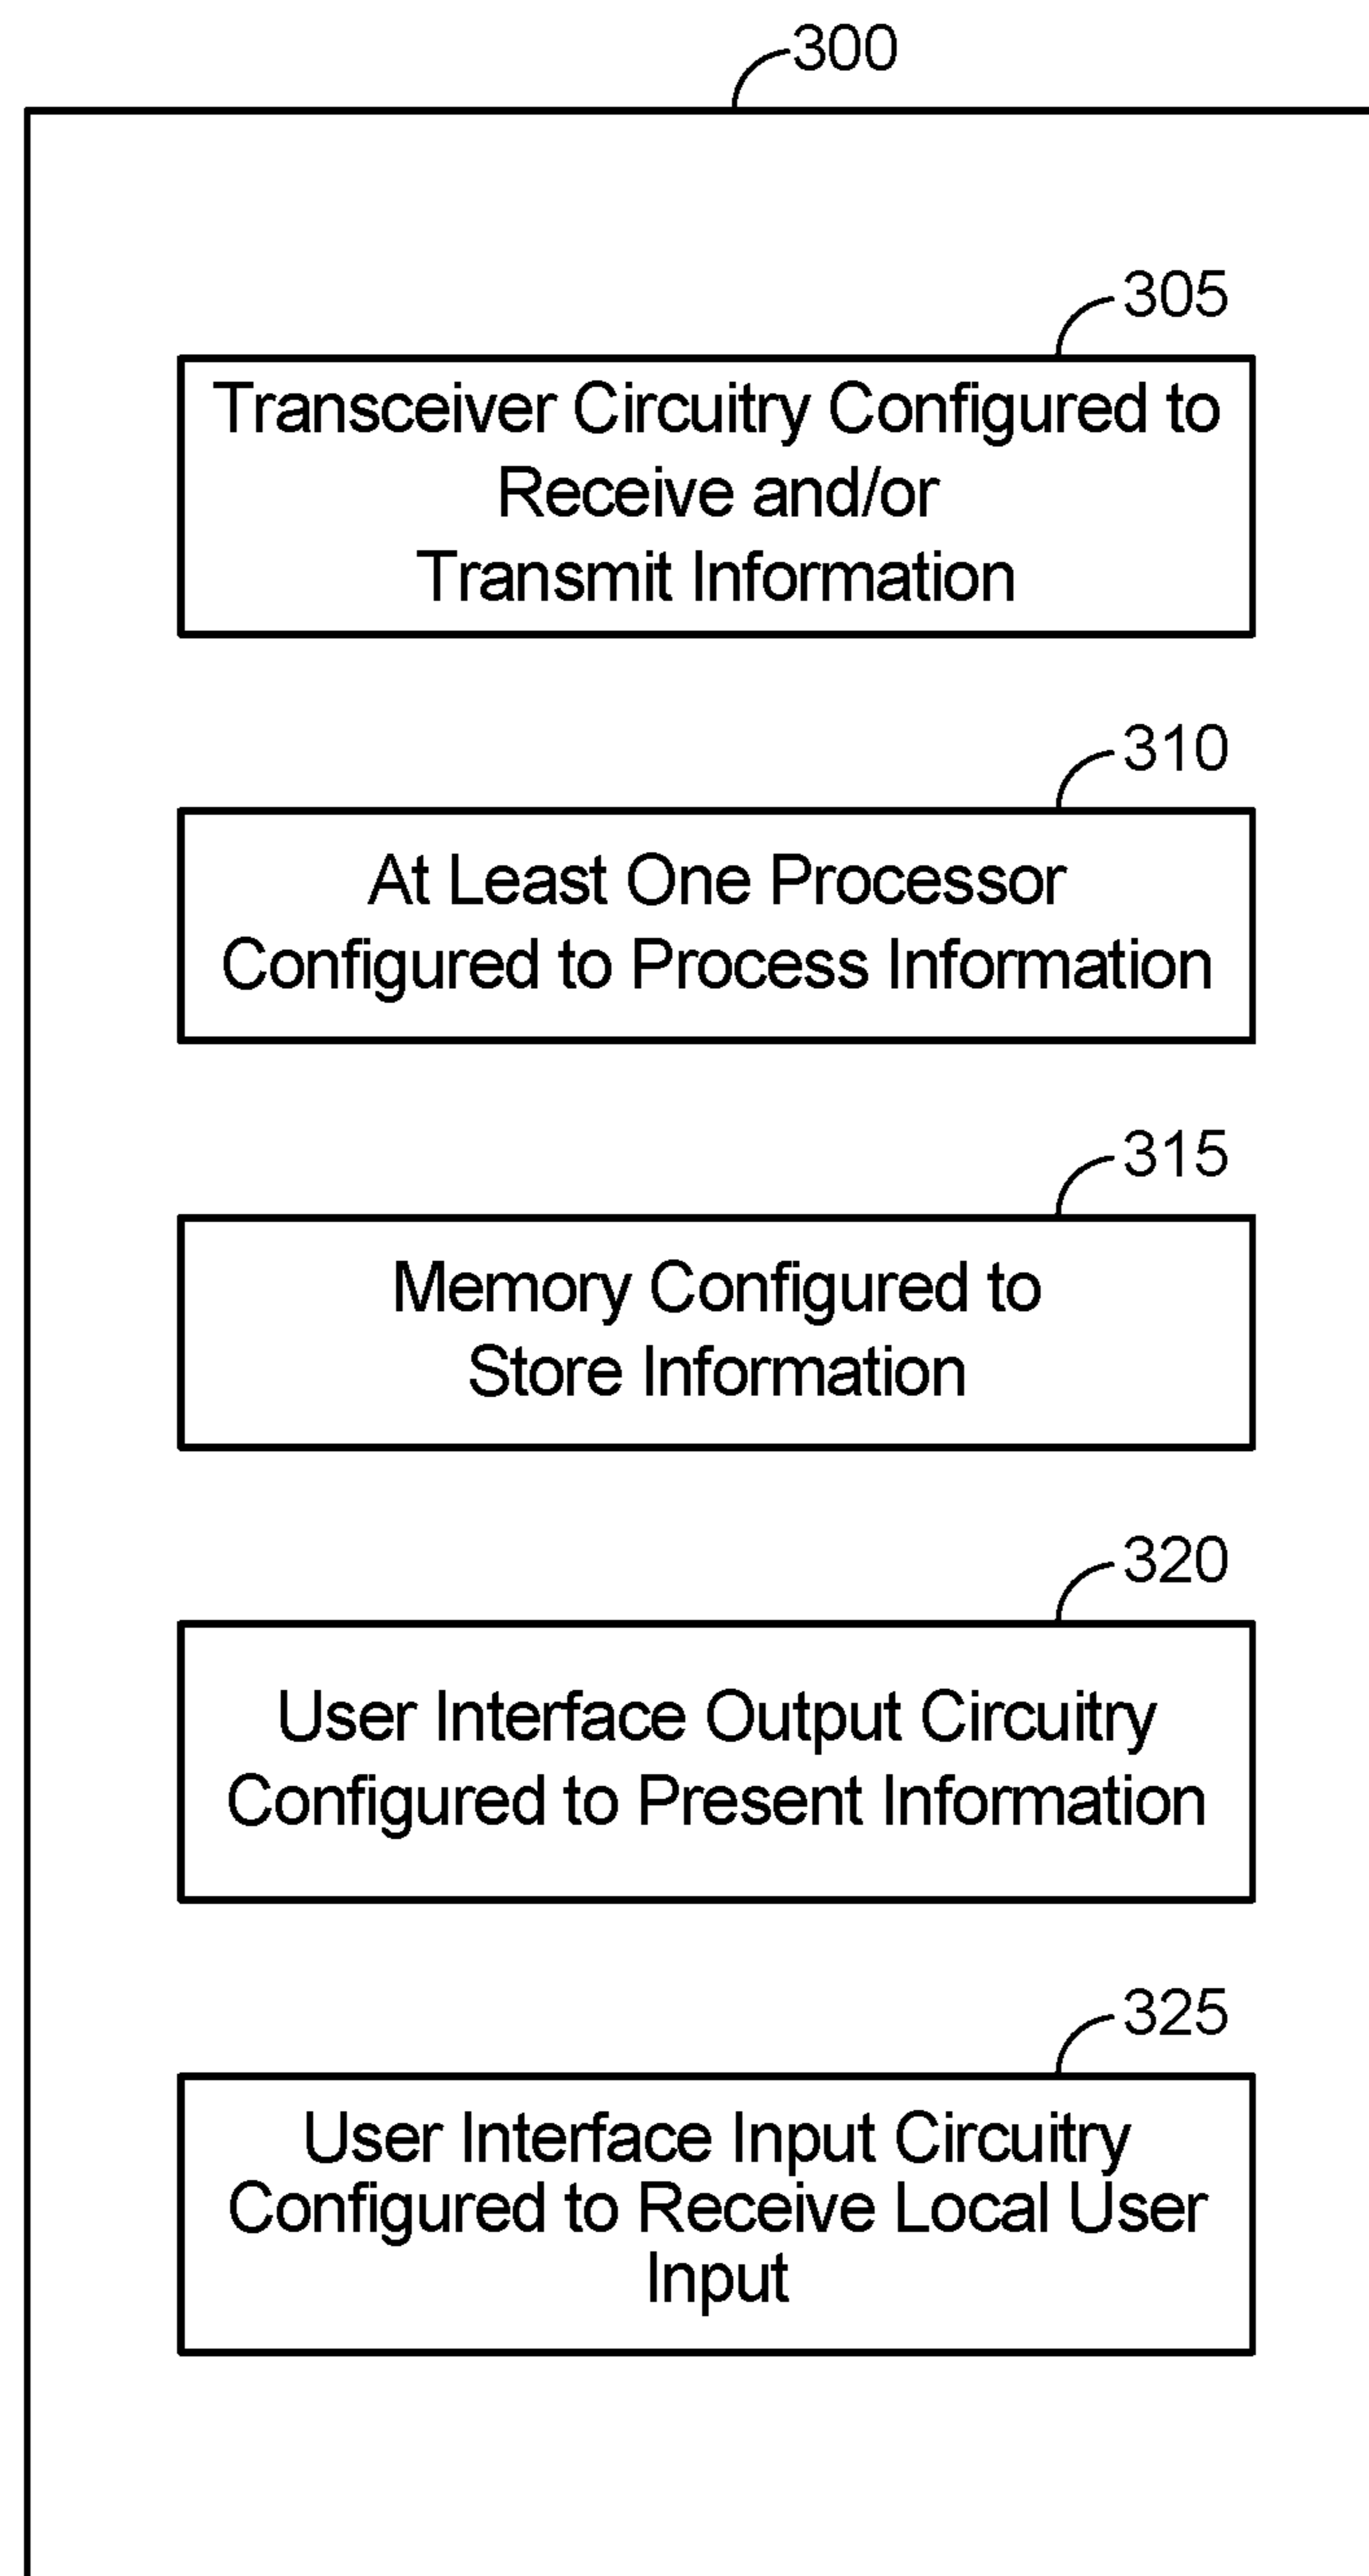 300
305
Transceiver Circuitry Configured to
Receive and/or
Transmit Information
310
At Least One Processor
Configured to Process Information
315
Memory Configured to
Store Information
320
User Interface Output Circuitry
Configured to Present Information
325
User Interface Input Circuitry
Configured to Receive Local User
Input